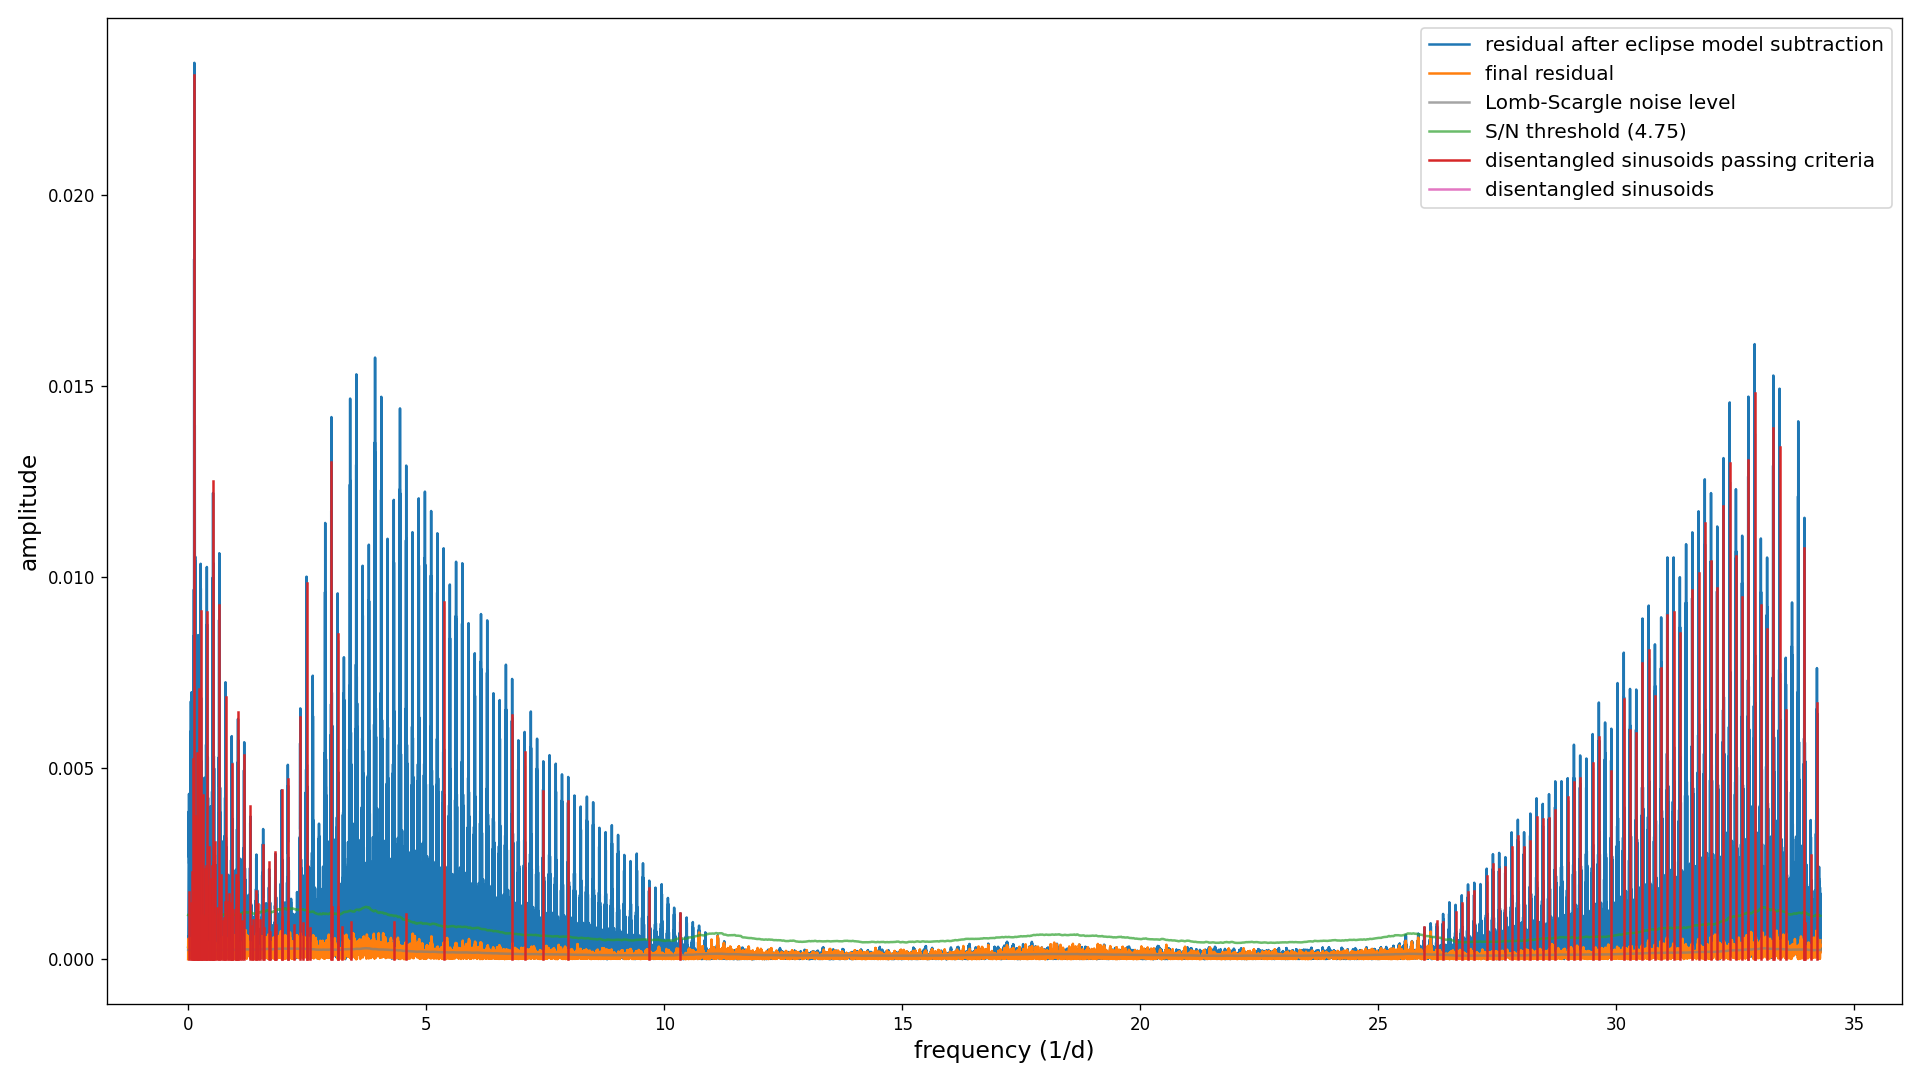 residual after eclipse model subtraction
final residual
Lomb-Scargle noise level
S/N threshold (4.75)
disentangled sinusoids passing criteria
disentangled sinusoids
amplitude
0.020
0.015
0.010
0.005
0.000
0 5 10 15 20 25 30 35
frequency (1/d)